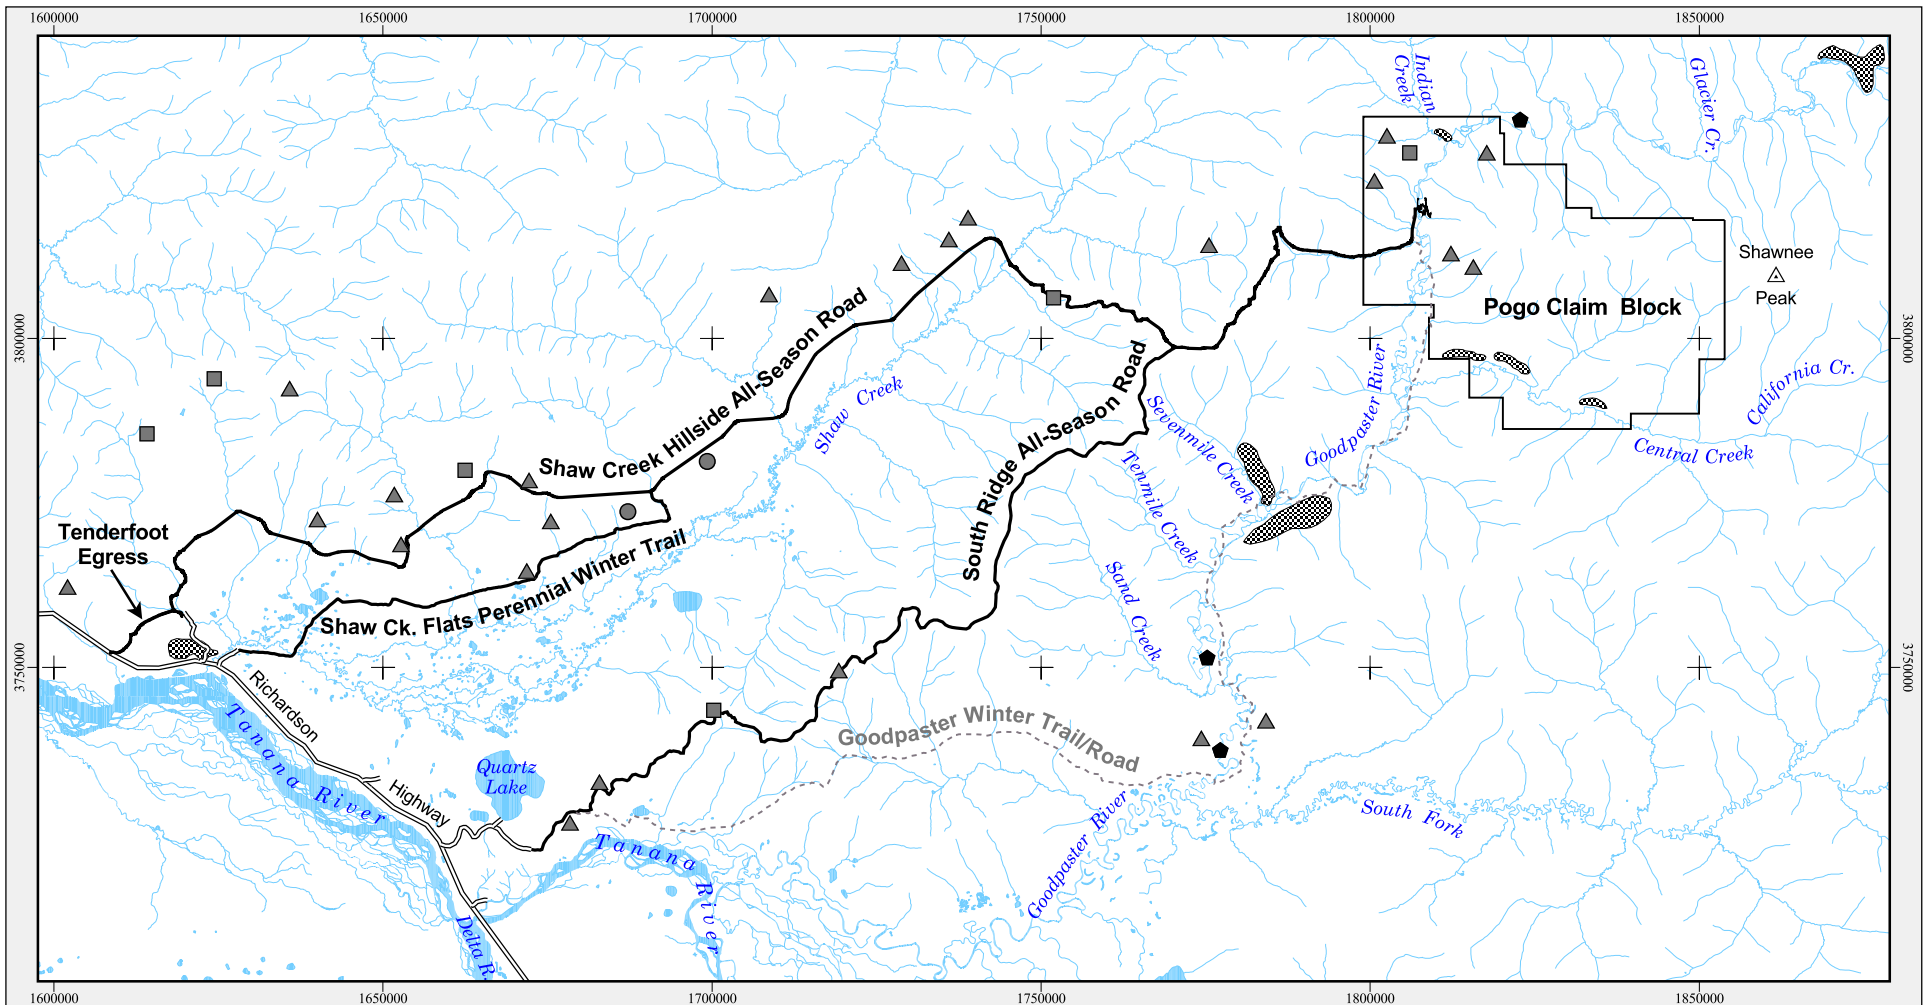 1600000
1650000
1700000
1750000
1800000
1850000
Indian
Creek
Glacier Cr.
Shawnee
Peak
Pogo Claim Block
3800000
3800000
California Cr.
Central Creek
Goodpaster River
Sevenmile Creek
Tenmile Creek
Sand Creek
Shaw Creek
Shaw Creek Hillside All-Season Road
South Ridge All-Season Road
Tenderfoot
Egress
Shaw Ck. Flats Perennial Winter Trail
3750000
3750000
Richardson
Highway
Tanana River
Quartz
Lake
Goodpaster Winter Trail/Road
Tanana River
Goodpaster River
South Fork
Delta R.
1600000
1650000
1700000
1750000
1800000
1850000